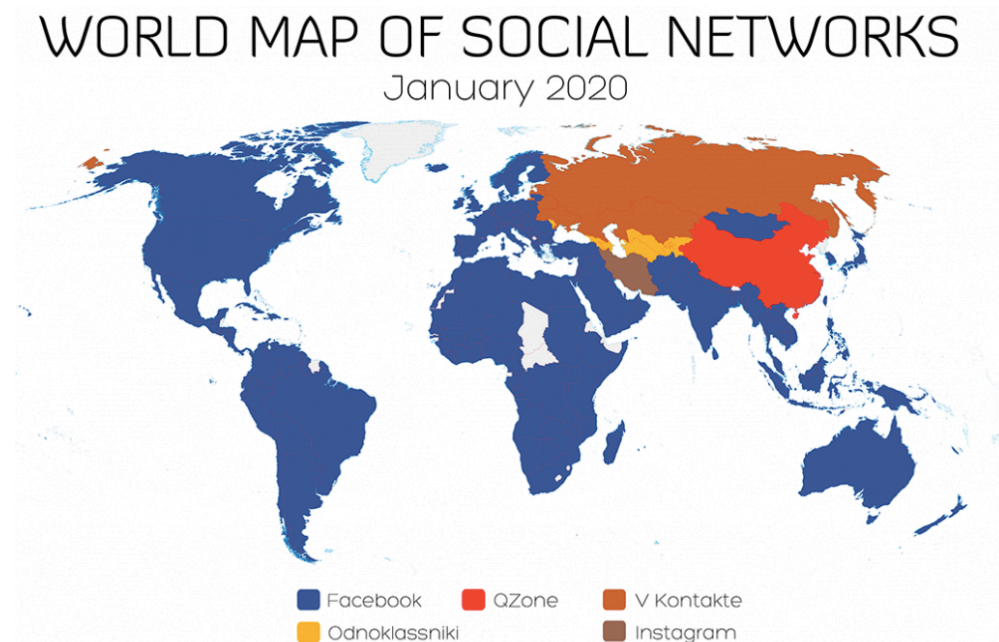 WORLD MAP OF SOCIAL NETWORKS
January 2020
Facebook QZone V Kontakte
Odnoklassniki Instagram